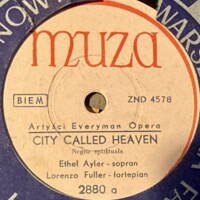 muza
BIEM
ZND 4578
Artyści Everyman Opera
CITY CALLED HEAVEN
Negro spirituals
Ethel Ayler - sopran
Lorenzo Fuller - fortepian
2880 a